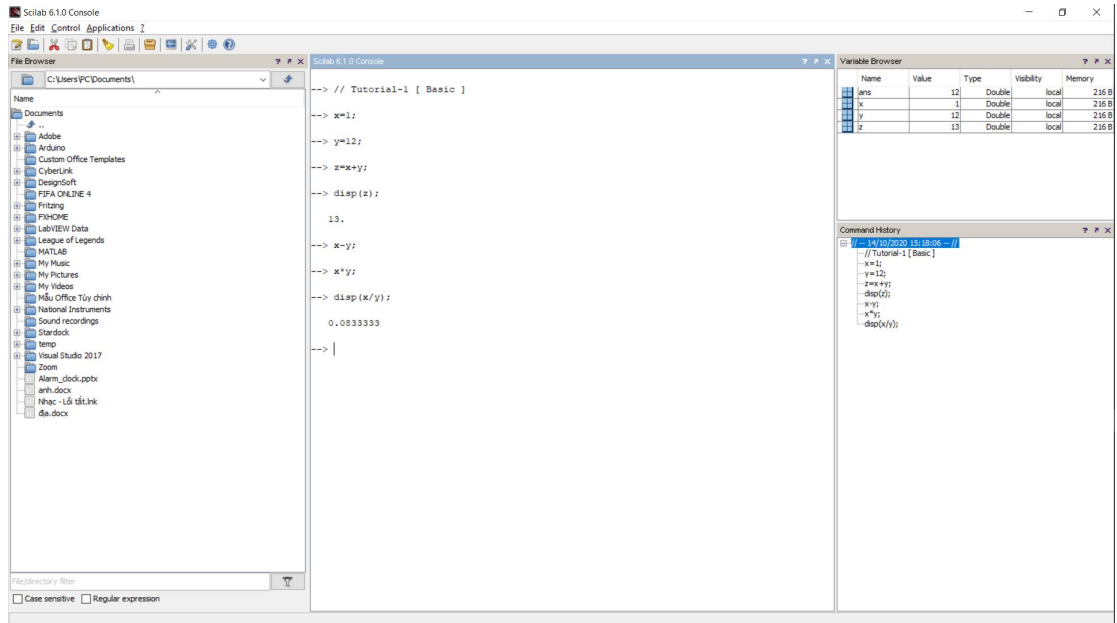 Scilab 6.1.0 Console
File Edit Control Applications ?
File Browser
C:\Users\PC\Documents\
Name
Documents
..
Adobe
Arduino
Custom Office Templates
CyberLink
DesignSoft
FIFA ONLINE 4
Fritzing
FXHOME
LabVIEW Data
League of Legends
MATLAB
My Music
My Pictures
My Videos
Mẫu Office Tùy chỉnh
National Instruments
Sound recordings
Stardock
temp
Visual Studio 2017
Zoom
Alarm_clock.pptx
anh.docx
Nhạc - Lối tắt.lnk
địa.docx
File/directory filter
Case sensitive Regular expression
Scilab 6.1.0 Console
--> // Tutorial-1 [ Basic ]
--> x=1;
--> y=12;
--> z=x+y;
--> disp(z);
13.
--> x-y;
--> x*y;
--> disp(x/y);
0.0833333
-->
Variable Browser
Name Value Type Visibility Memory
ans 12 Double local 216 B
x 1 Double local 216 B
y 12 Double local 216 B
z 13 Double local 216 B
Command History
// -- 14/10/2020 15:18:06 -- //
// Tutorial-1 [ Basic ]
x=1;
y=12;
z=x+y;
disp(z);
x-y;
x*y;
disp(x/y);